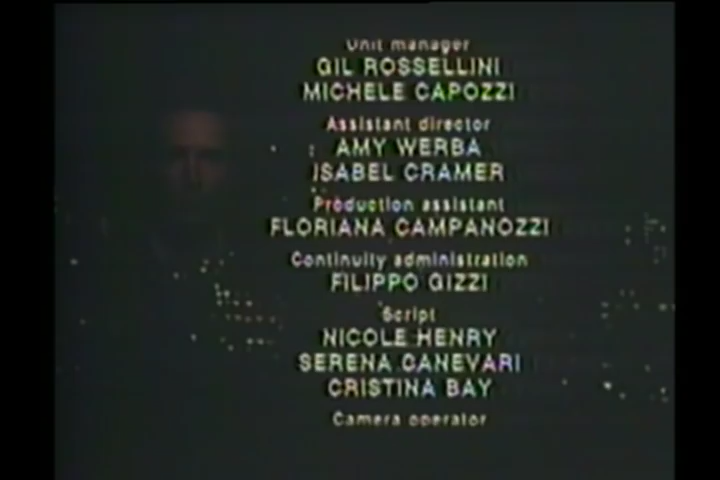 Unit manager
GIL ROSSELLINI
MICHELE CAPOZZI
Assistant director
AMY WERBA
ISABEL CRAMER
Production assistant
FLORIANA CAMPANOZZI
Continuity administration
FILIPPO GIZZI
Script
NICOLE HENRY
SERENA CANEVARI
CRISTINA BAY
Camera operator